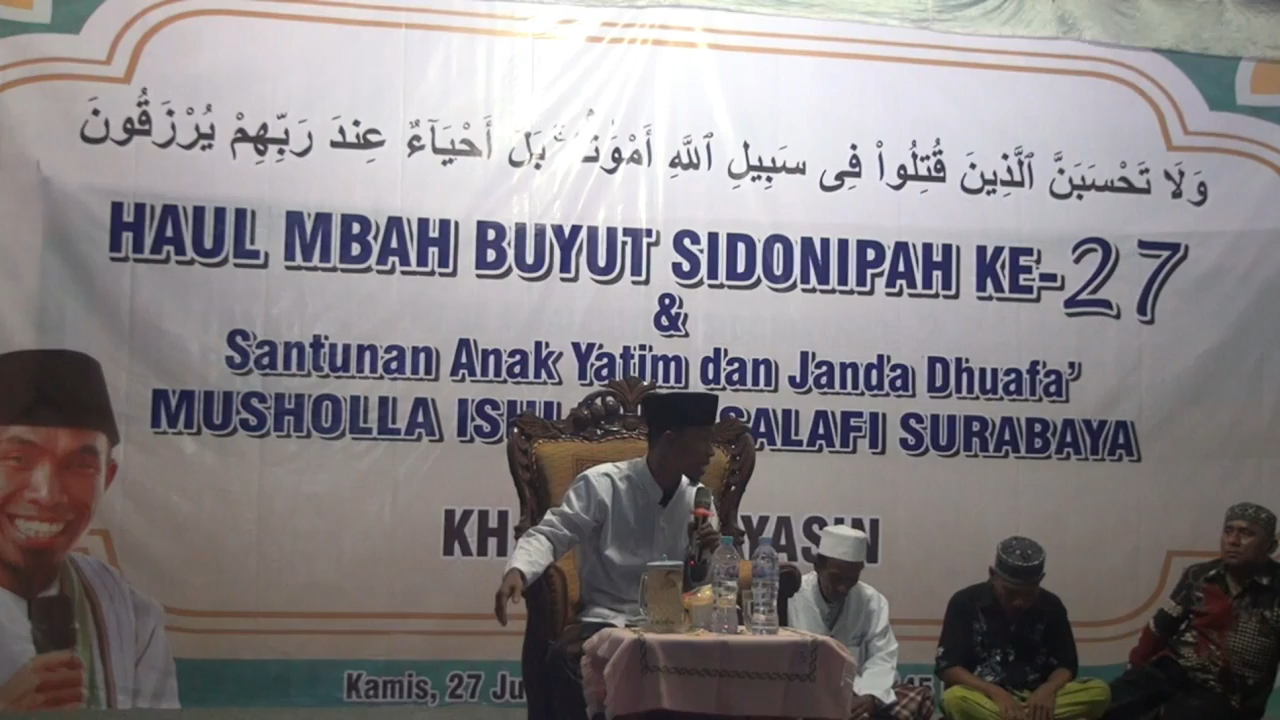 وَلَا تَحْسَبَنَّ ٱلَّذِينَ قُتِلُوا۟ فِى سَبِيلِ ٱللَّهِ أَمْوَٰتًۢا ۚ بَلْ أَحْيَآءٌ عِندَ رَبِّهِمْ يُرْزَقُونَ
HAUL MBAH BUYUT SIDONIPAH KE-27
&
Santunan Anak Yatim dan Janda Dhuafa'
MUSHOLLA SALAFI SURABAYA
KH YASIN
Kamis, 27